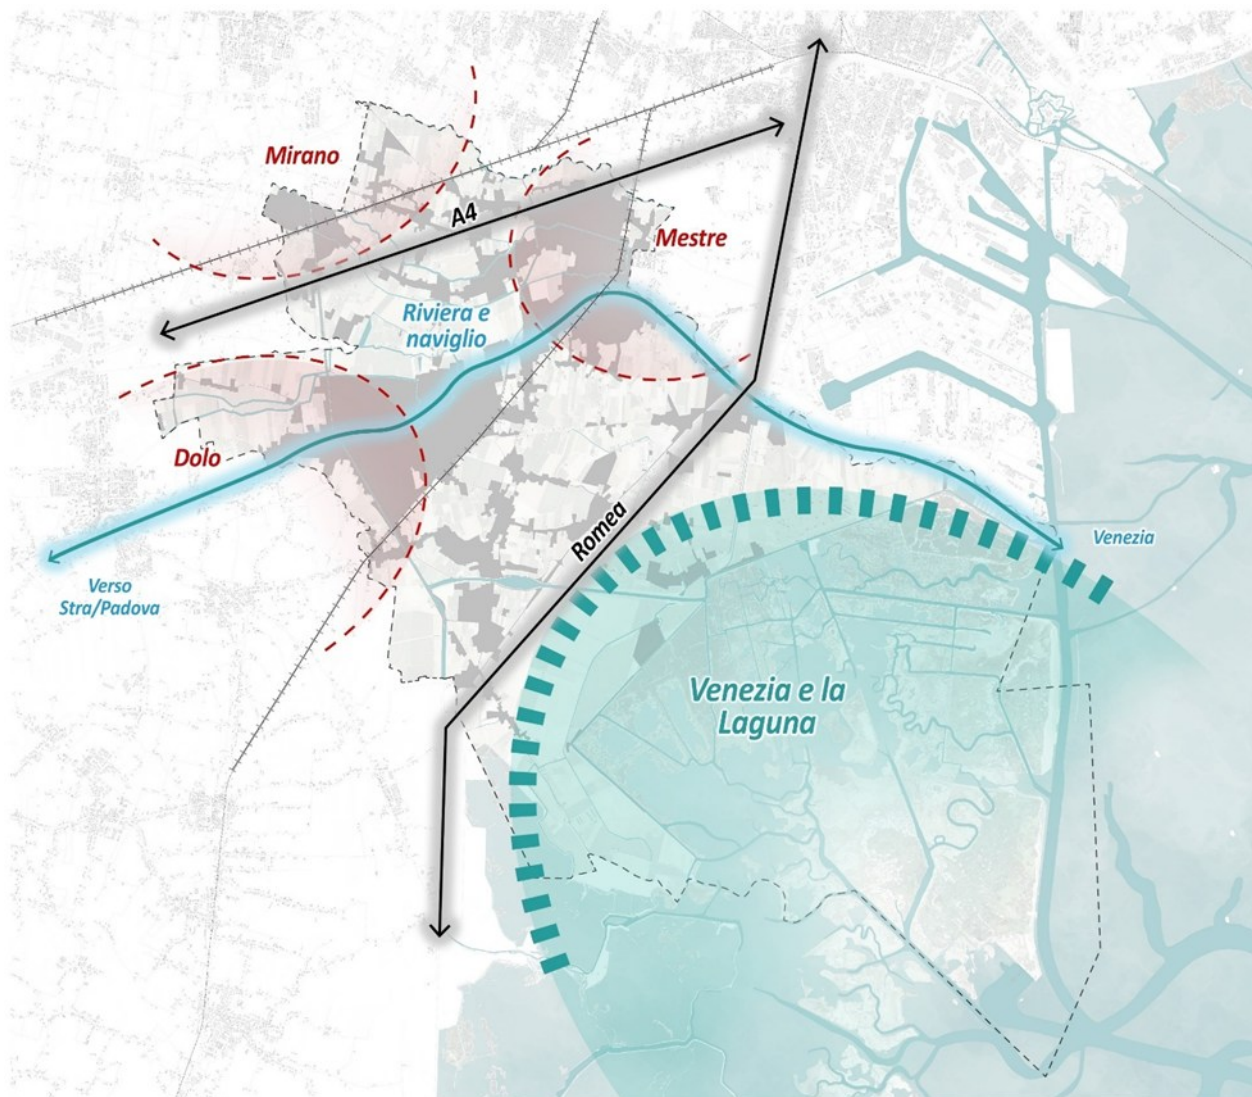 Mirano
A4
Mestre
Riviera e
naviglio
Dolo
Romea
Venezia
Verso
Stra/Padova
Venezia e la
Laguna